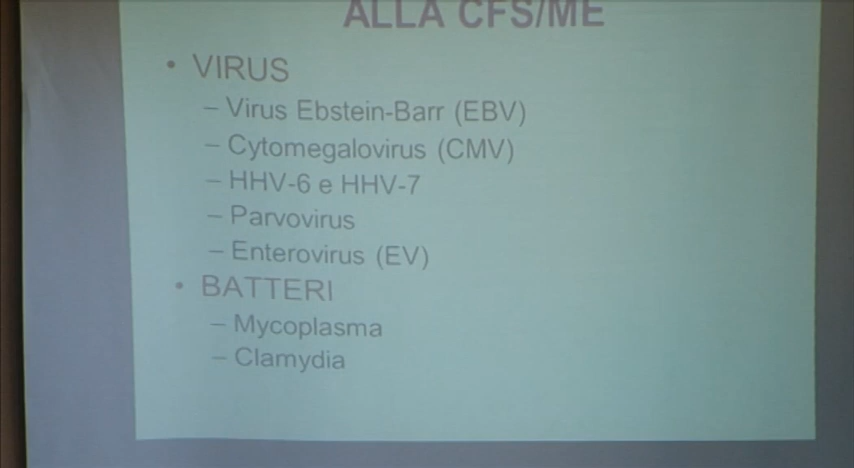 ALLA CFS/ME
• VIRUS
– Virus Ebstein-Barr (EBV)
– Cytomegalovirus (CMV)
– HHV-6 e HHV-7
– Parvovirus
– Enterovirus (EV)
• BATTERI
– Mycoplasma
– Clamydia